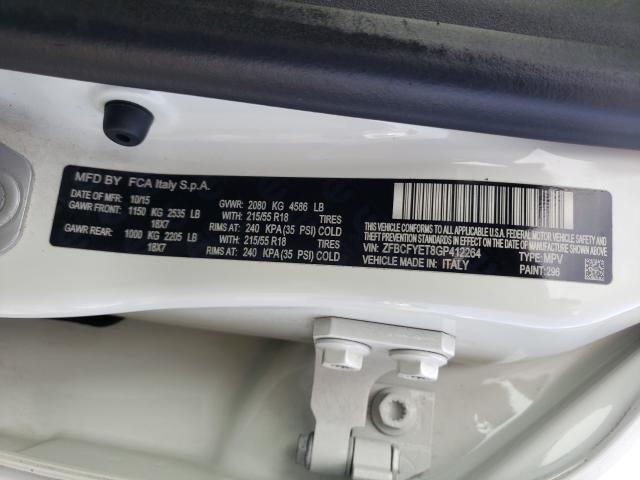 MFD BY FCA Italy S.p.A.
DATE OF MFD: 10/15 GVWR: 2080 KG 4586 LB
GAWR FRONT: 1150 KG 2535 LB WITH: 215/55 R18
18X7 RIMS AT: 240 KPA (35 PSI) COLD
GAWR REAR: 1000 KG 2205 LB WITH: 215/55 R18
18X7 RIMS AT: 240 KPA (35 PSI) COLD
THIS VEHICLE CONFORMS TO ALL APPLICABLE U.S.A. FEDERAL MOTOR VEHICLE SAFETY, BUMPER, AND
THEFT PREVENTION STANDARDS IN EFFECT ON THE DATE OF MANUFACTURE SHOWN ABOVE
VIN: ZFBCFYET8GP412264 TYPE: MPV
VEHICLE MADE IN: ITALY PAINT: 296